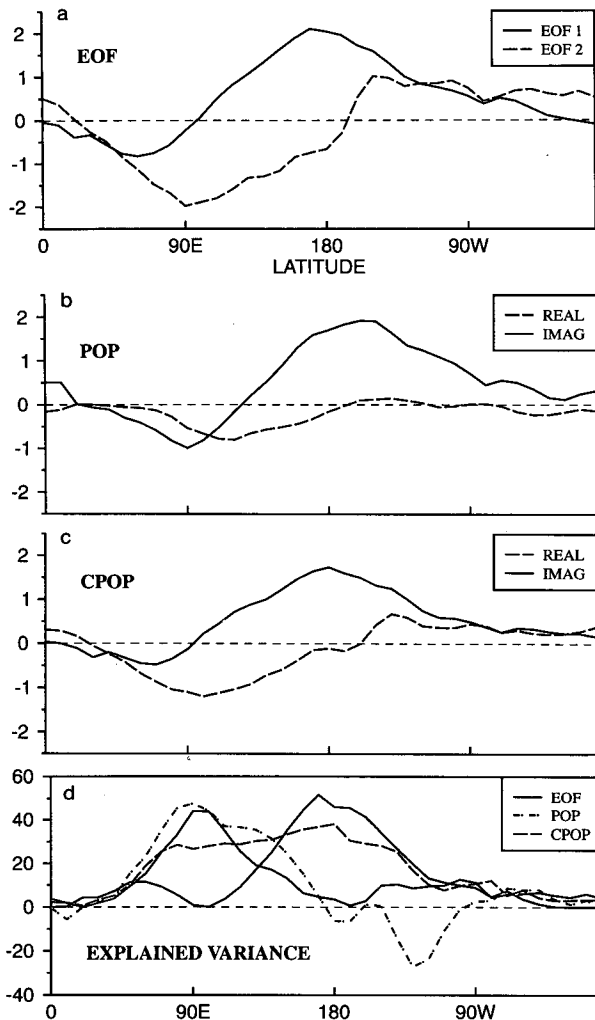 a
EOF
EOF 1
EOF 2
2
1
0
-1
-2
0
90E
180
90W
LATITUDE
b
POP
REAL
IMAG
2
1
0
-1
-2
c
CPOP
REAL
IMAG
2
1
0
-1
-2
d
EOF
POP
CPOP
60
40
20
0
-20
-40
EXPLAINED VARIANCE
0
90E
180
90W